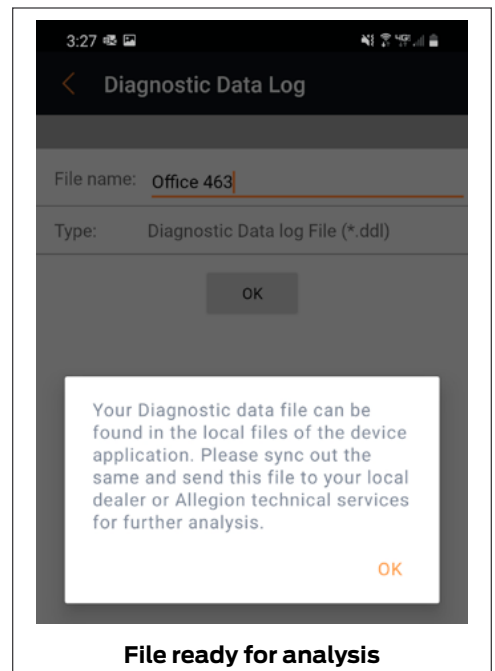 3:27
Diagnostic Data Log
File name: Office 463
Type: Diagnostic Data log File (*.ddl)
OK
Your Diagnostic data file can be
found in the local files of the device
application. Please sync out the
same and send this file to your local
dealer or Allegion technical services
for further analysis.
OK
File ready for analysis